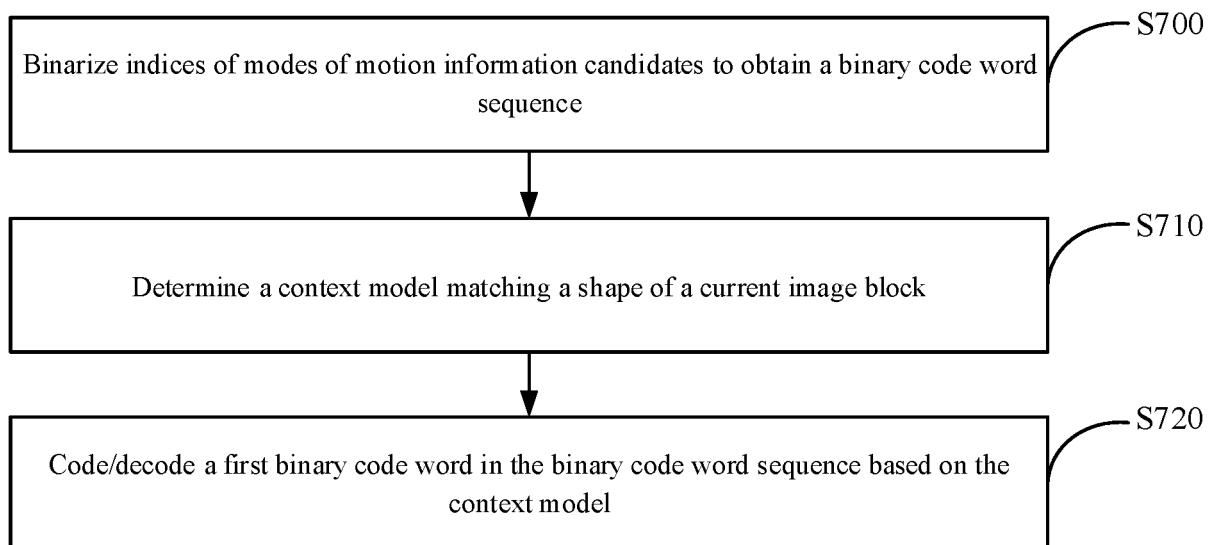 S700
Binarize indices of modes of motion information candidates to obtain a binary code word
sequence
S710
Determine a context model matching a shape of a current image block
S720
Code/decode a first binary code word in the binary code word sequence based on the
context model